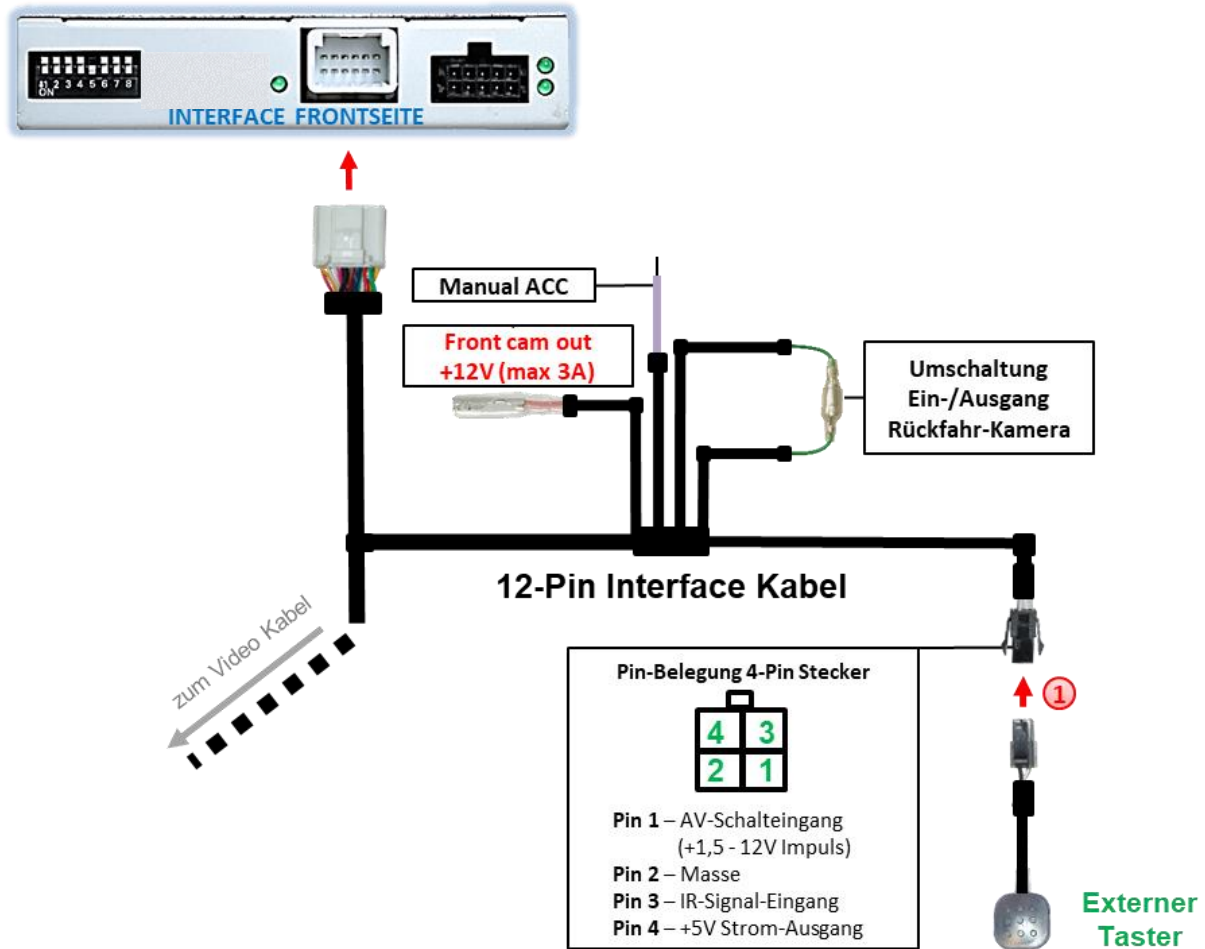 1 2 3 4 5 6 7 8
ON
INTERFACE FRONTSEITE
Manual ACC
Front cam out
+12V (max 3A)
Umschaltung
Ein-/Ausgang
Rückfahr-Kamera
12-Pin Interface Kabel
zum Video Kabel
Pin-Belegung 4-Pin Stecker
4 3
2 1
Pin 1 – AV-Schalteingang
(+1,5 - 12V Impuls)
Pin 2 – Masse
Pin 3 – IR-Signal-Eingang
Pin 4 – +5V Strom-Ausgang
1
Externer
Taster